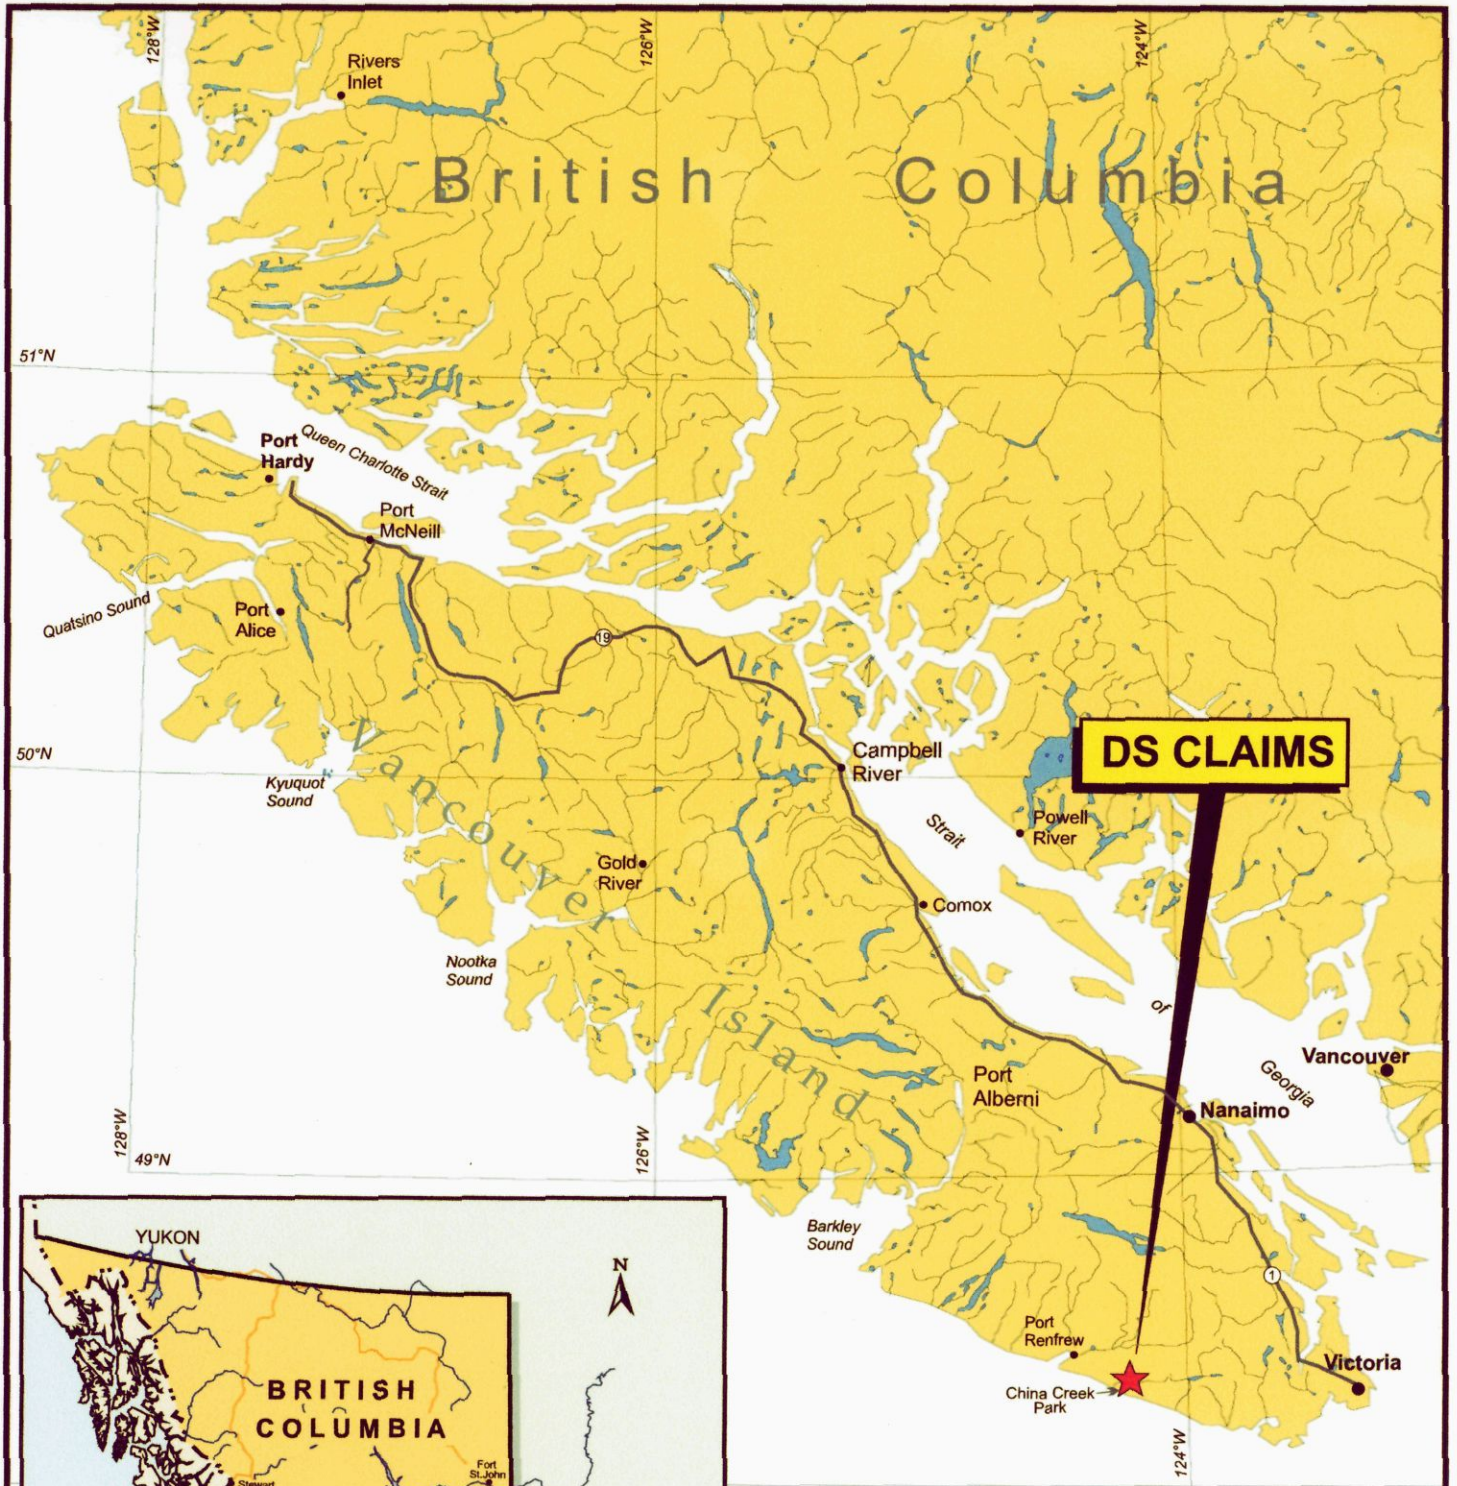 128°W
126°W
124°W
Rivers
Inlet
British Columbia
51°N
Port
Hardy
Queen Charlotte Strait
Port
McNeill
Quatsino Sound
Port
Alice
19
50°N
Vancouver
Island
Kyuquot
Sound
Campbell
River
DS CLAIMS
Strait
of
Georgia
Powell
River
Gold
River
Comox
Nootka
Sound
Port
Alberni
Vancouver
Nanaimo
128°W
49°N
126°W
Barkley
Sound
1
Port
Renfrew
Victoria
China Creek
Park
124°W
YUKON
N
BRITISH
COLUMBIA
Fort
St.John
Stewart